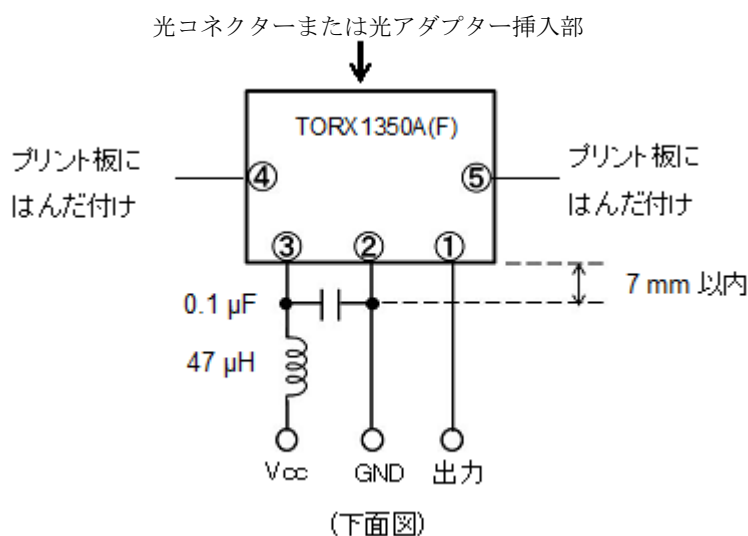 光コネクターまたは光アダプター挿入部
TORX1350A(F)
プリント板に
はんだ付け
④
⑤
プリント板に
はんだ付け
③
②
①
7 mm 以内
0.1 μF
47 μH
Vcc
GND
出力
(下面図)